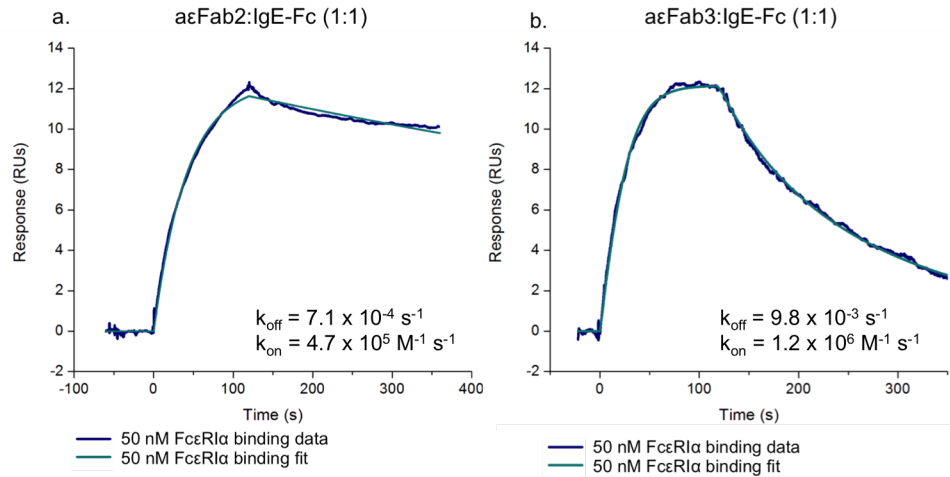 a.
aεFab2:IgE-Fc (1:1)
14
12
10
8
6
4
2
0
-2
Response (RUs)
-100
0
100
200
300
400
Time (s)
k_off = 7.1 x 10⁻⁴ s⁻¹
k_on = 4.7 x 10⁵ M⁻¹ s⁻¹
50 nM FcεRIα binding data
50 nM FcεRIα binding fit
b.
aεFab3:IgE-Fc (1:1)
14
12
10
8
6
4
2
0
-2
Response (RUs)
0
100
200
300
Time (s)
k_off = 9.8 x 10⁻³ s⁻¹
k_on = 1.2 x 10⁶ M⁻¹ s⁻¹
50 nM FcεRIα binding data
50 nM FcεRIα binding fit